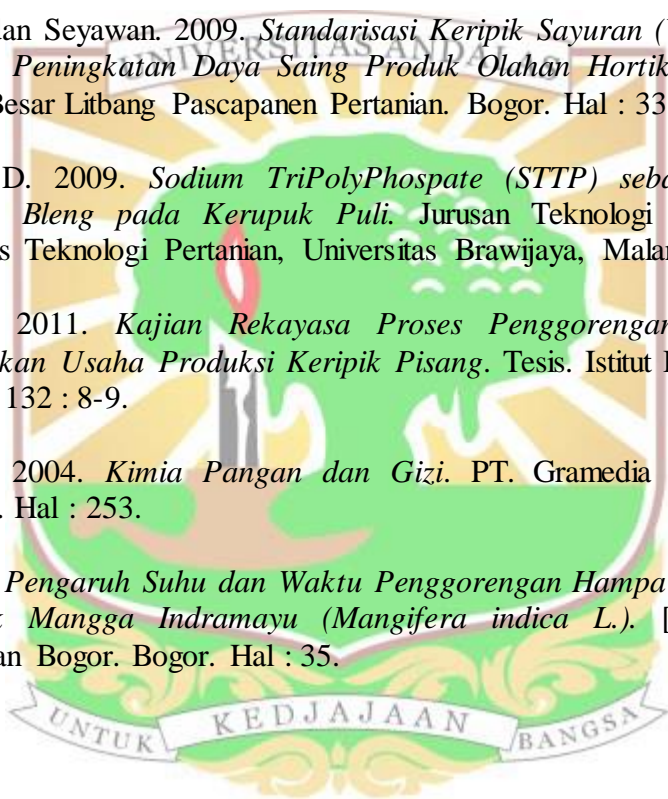 an Seyawan. 2009. Standarisasi Keripik Sayuran (
UNIVERSITAS ANDALAS
Peningkatan Daya Saing Produk Olahan Hortik
Besar Litbang Pascapanen Pertanian. Bogor. Hal : 33
D. 2009. Sodium TriPolyPhospate (STTP) seba
Bleng pada Kerupuk Puli. Jurusan Teknologi
s Teknologi Pertanian, Universitas Brawijaya, Malan
2011. Kajian Rekayasa Proses Penggorengan
kan Usaha Produksi Keripik Pisang. Tesis. Istitut
132 : 8-9.
2004. Kimia Pangan dan Gizi. PT. Gramedia
. Hal : 253.
Pengaruh Suhu dan Waktu Penggorengan Hampa
Mangga Indramayu (Mangifera indica L.). [
an Bogor. Bogor. Hal : 35.
UNTUK KEDJAJAAN BANGSA